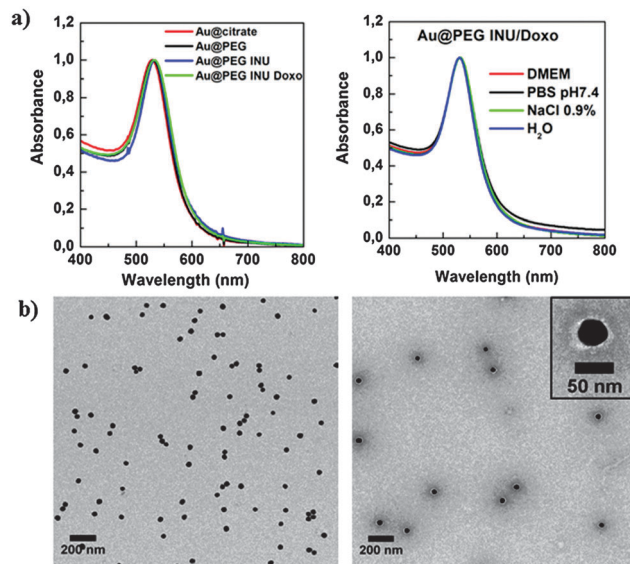 a)
1,2
1,0
0,8
0,6
0,4
0,2
0,0
Absorbance
400 500 600 700 800
Wavelength (nm)
Au@citrate
Au@PEG
Au@PEG INU
Au@PEG INU Doxo
1,2
1,0
0,8
0,6
0,4
0,2
0,0
Absorbance
400 500 600 700 800
Wavelength (nm)
Au@PEG INU/Doxo
DMEM
PBS pH7.4
NaCl 0.9%
H₂O
b)
200 nm
200 nm
50 nm